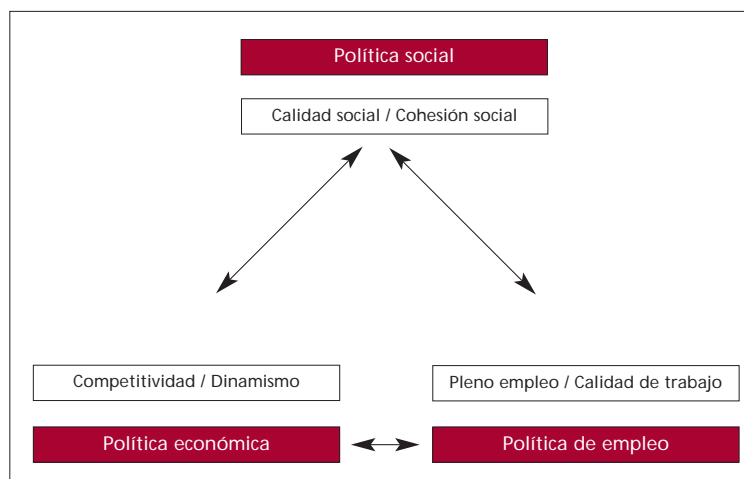 Política social
Calidad social / Cohesión social
Competitividad / Dinamismo
Pleno empleo / Calidad de trabajo
Política económica
Política de empleo